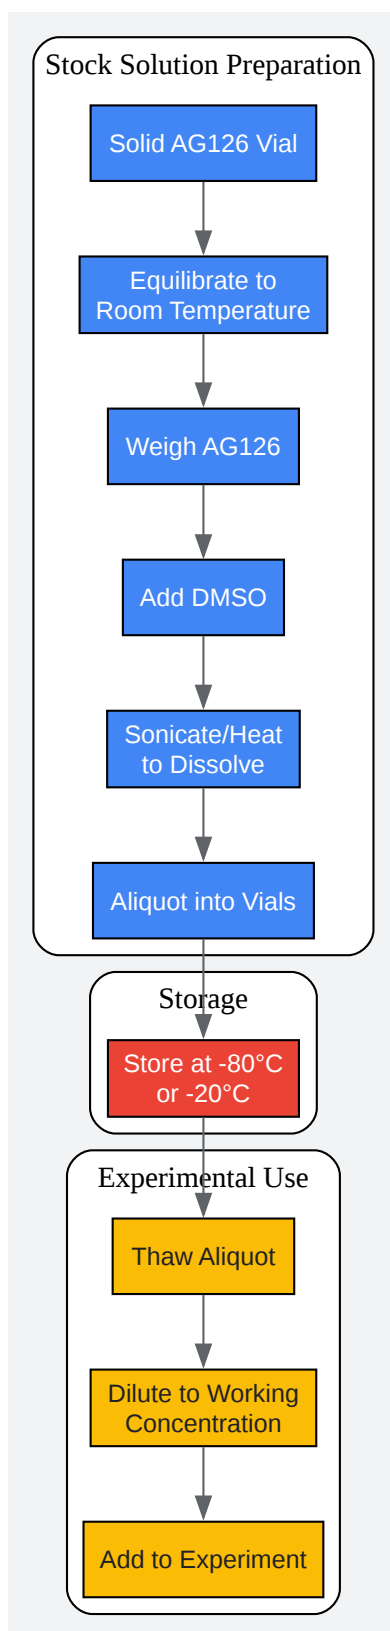 Stock Solution Preparation
Solid AG126 Vial
Equilibrate to
Room Temperature
Weigh AG126
Add DMSO
Sonicate/Heat
to Dissolve
Aliquot into Vials
Storage
Store at -80°C
or -20°C
Experimental Use
Thaw Aliquot
Dilute to Working
Concentration
Add to Experiment